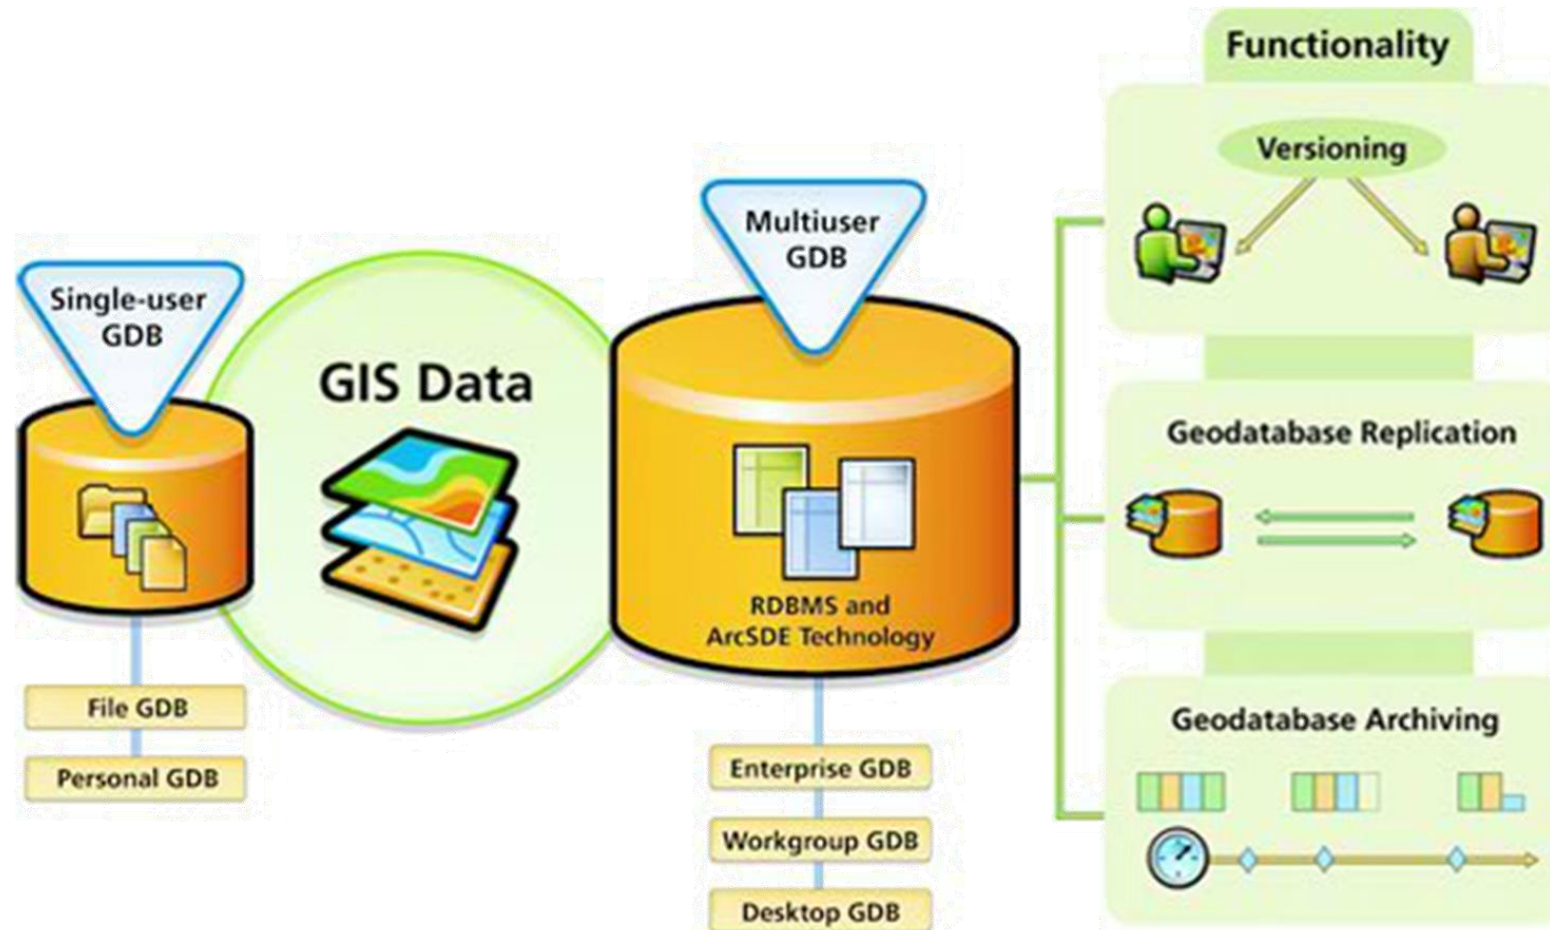 Single-user
GDB
File GDB
Personal GDB
GIS Data
Multiuser
GDB
RDBMS and
ArcSDE Technology
Enterprise GDB
Workgroup GDB
Desktop GDB
Functionality
Versioning
Geodatabase Replication
Geodatabase Archiving